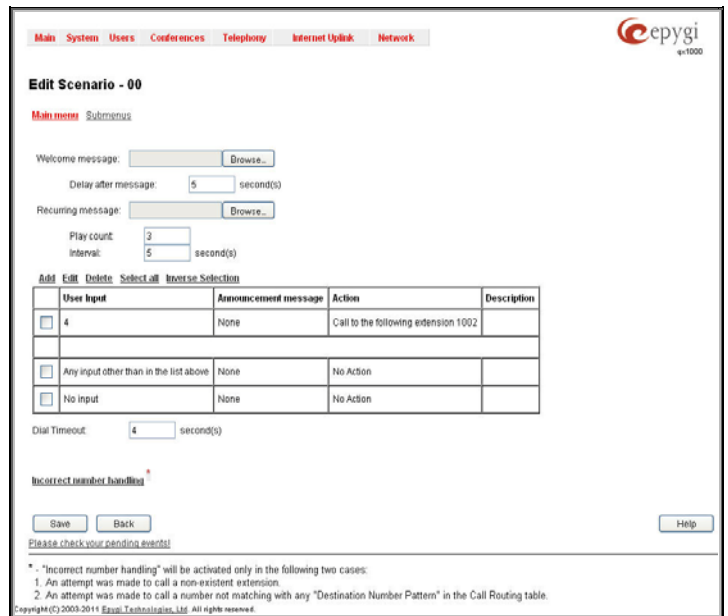 Main System Users Conferences Telephony Internet Uplink Network
epygi
qx1000
Edit Scenario - 00
Main menu Submenus
Welcome message: Browse...
Delay after message: 5 second(s)
Recurring message: Browse...
Play count: 3
Interval: 5 second(s)
Add Edit Delete Select all Inverse Selection
User Input Announcement message Action Description
4 None Call to the following extension 1002
Any input other than in the list above None No Action
No input None No Action
Dial Timeout: 4 second(s)
Incorrect number handling *
Save Back Help
Please check your pending events!
* - "Incorrect number handling" will be activated only in the following two cases:
1. An attempt was made to call a non-existent extension.
2. An attempt was made to call a number not matching with any "Destination Number Pattern" in the Call Routing table.
Copyright (C) 2003-2011 Epygi Technologies, Ltd. All rights reserved.